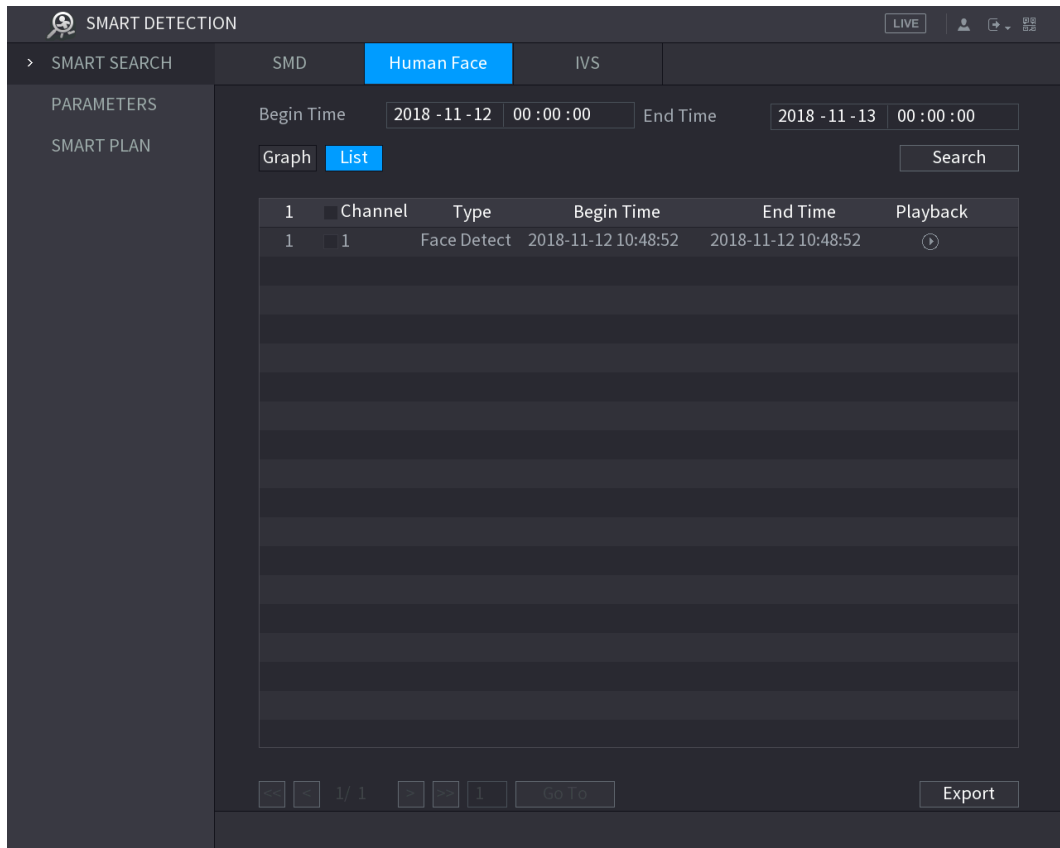 SMART DETECTION LIVE
SMART SEARCH SMD Human Face IVS
PARAMETERS
SMART PLAN
Begin Time 2018 -11 -12 00 : 00 : 00 End Time 2018 -11 -13 00 : 00 : 00
Graph List Search
1 Channel Type Begin Time End Time Playback
1 1 Face Detect 2018-11-12 10:48:52 2018-11-12 10:48:52
<< < 1/ 1 > >> 1 Go To Export